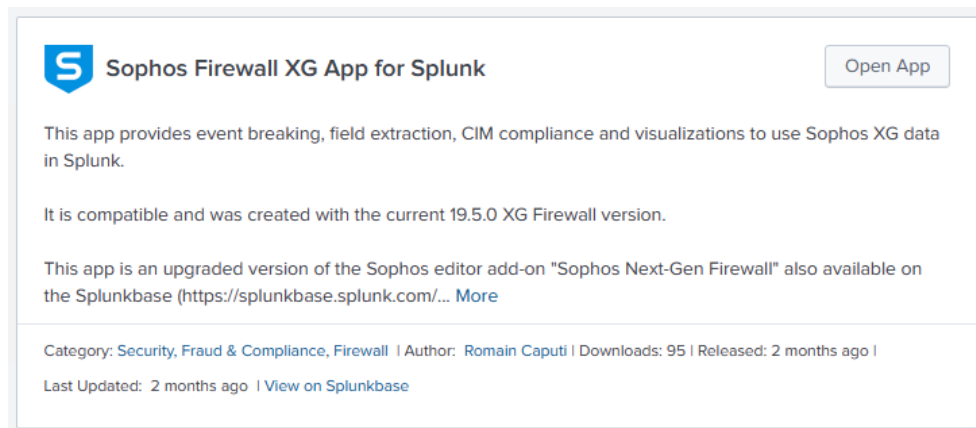 S Sophos Firewall XG App for Splunk
Open App
This app provides event breaking, field extraction, CIM compliance and visualizations to use Sophos XG data
in Splunk.
It is compatible and was created with the current 19.5.0 XG Firewall version.
This app is an upgraded version of the Sophos editor add-on "Sophos Next-Gen Firewall" also available on
the Splunkbase (https://splunkbase.splunk.com/... More
Category: Security, Fraud & Compliance, Firewall | Author: Romain Caputi | Downloads: 95 | Released: 2 months ago |
Last Updated: 2 months ago | View on Splunkbase